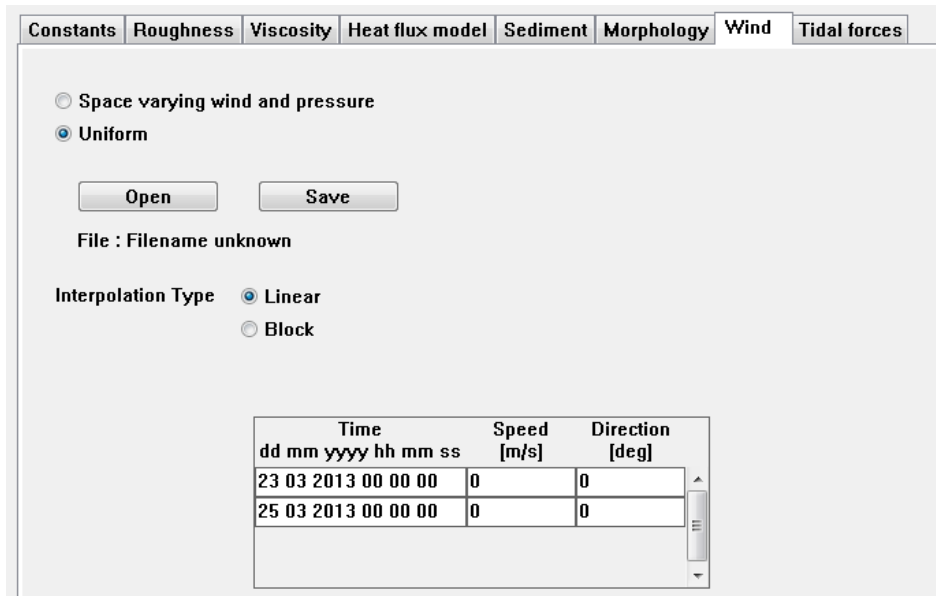 Constants Roughness Viscosity Heat flux model Sediment Morphology Wind Tidal forces
Space varying wind and pressure
Uniform
Open Save
File : Filename unknown
Interpolation Type Linear
Block
Time Speed Direction
dd mm yyyy hh mm ss [m/s] [deg]
23 03 2013 00 00 00 0 0
25 03 2013 00 00 00 0 0